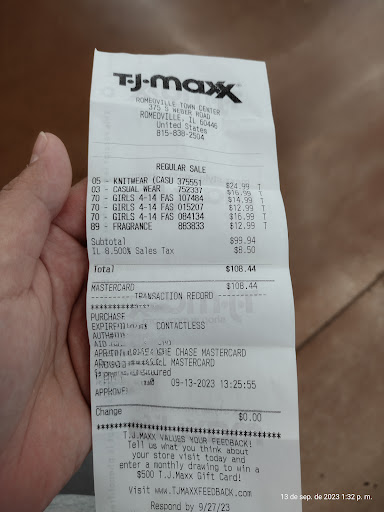 T·J·maxx
ROMEOVILLE TOWN CENTER
375 S WEBER ROAD
ROMEOVILLE, IL 60446
United States
815-838-2504
REGULAR SALE
05 - KNITWEAR (CASU 375551 $24.99 T
03 - CASUAL WEAR 752337 $16.99 T
70 - GIRLS 4-14 FAS 107484 $14.99 T
70 - GIRLS 4-14 FAS 015207 $12.99 T
70 - GIRLS 4-14 FAS 084134 $16.99 T
89 - FRAGRANCE 883833 $12.99 T
Subtotal $99.94
IL 8.500% Sales Tax $8.50
Total $108.44
MASTERCARD $108.44
------- TRANSACTION RECORD -------
PURCHASE
CONTACTLESS
CHASE MASTERCARD
MASTERCARD
09-13-2023 13:25:55
Change $0.00
T.J.MAXX VALUES YOUR FEEDBACK!
Tell us what you think about
your store visit today and
enter a monthly drawing to win a
$500 T.J.Maxx Gift Card!
Visit www.TJMAXXFEEDBACK.com
Respond by 9/27/23
13 de sep. de 2023 1:32 p. m.